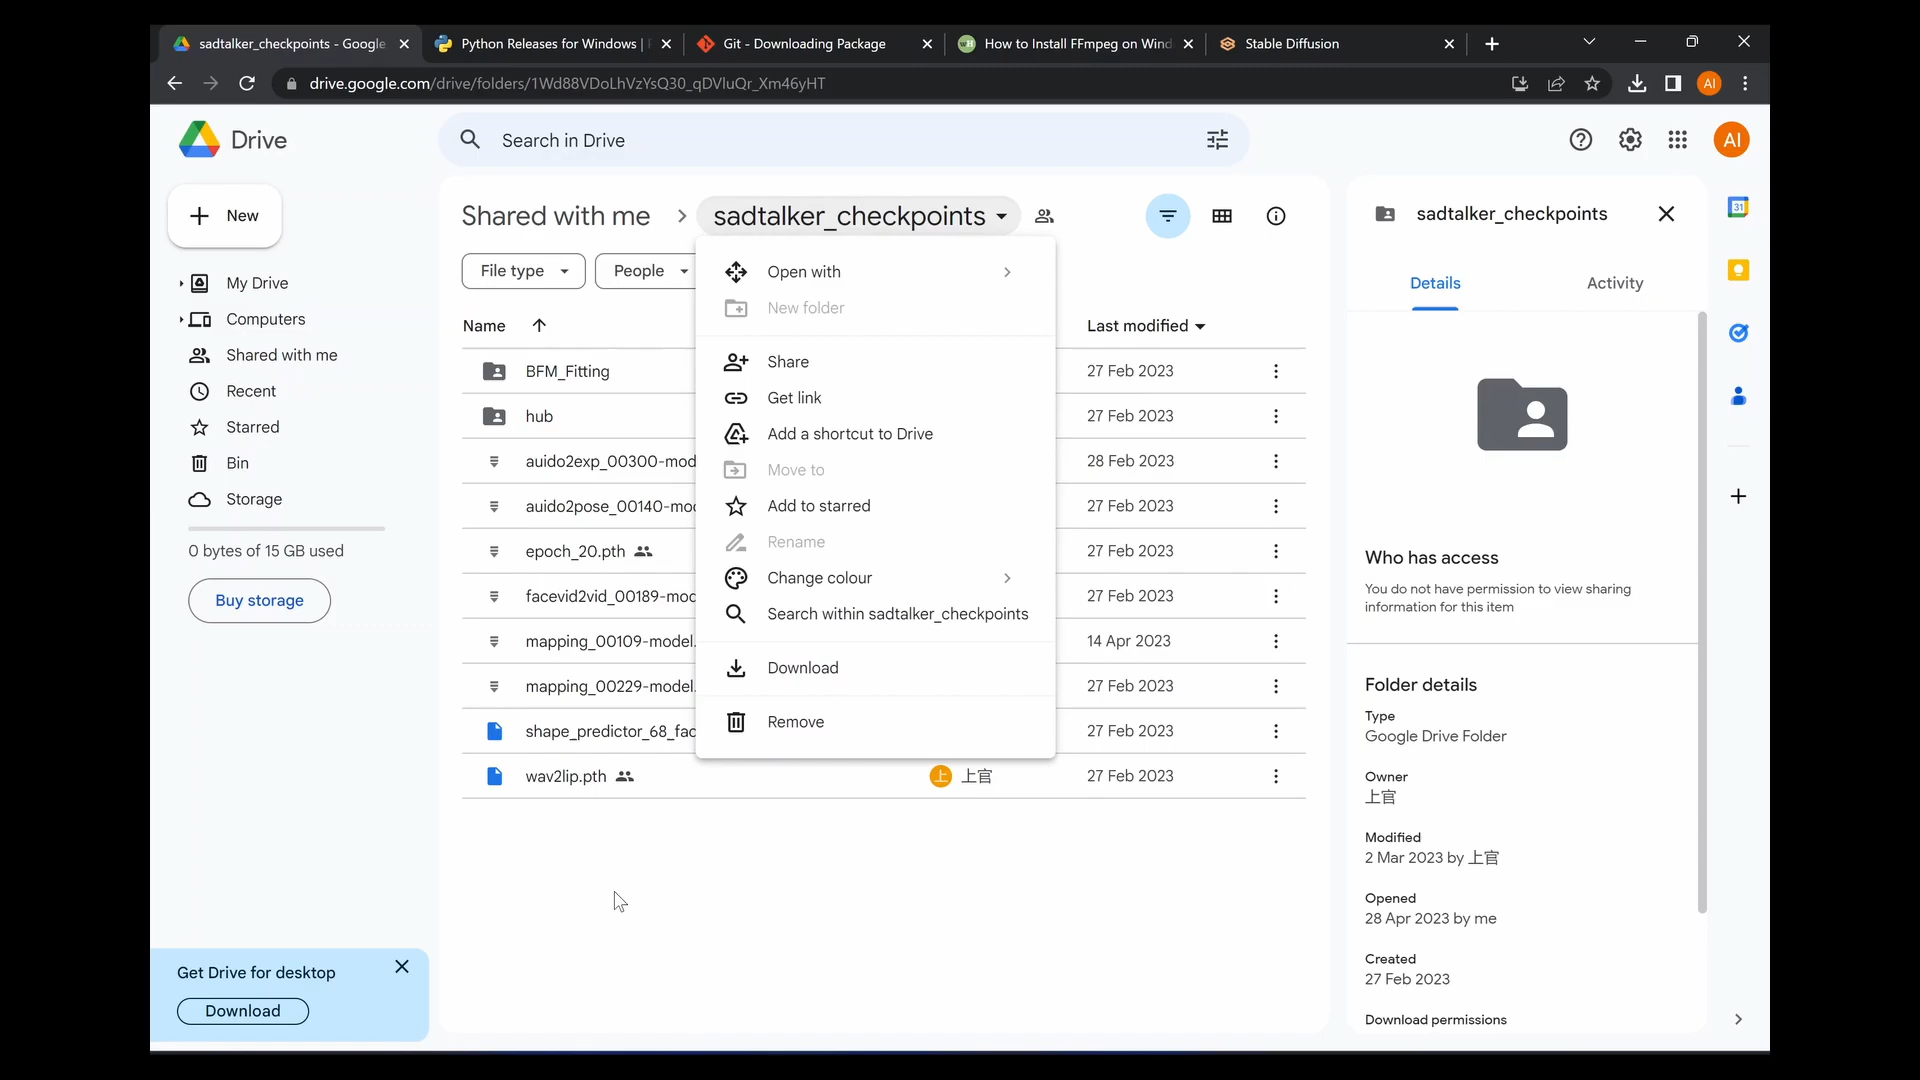 sadtalker_checkpoints - Google
Python Releases for Windows |
Git - Downloading Package
How to Install FFmpeg on Wind
Stable Diffusion
drive.google.com/drive/folders/1Wd88VDoLhVzYsQ30_qDVluQr_Xm46yHT
AI
Drive
Search in Drive
AI
New
My Drive
Computers
Shared with me
Recent
Starred
Bin
Storage
0 bytes of 15 GB used
Buy storage
Get Drive for desktop
Download
Shared with me
sadtalker_checkpoints
File type
People
Name
Last modified
BFM_Fitting
27 Feb 2023
hub
27 Feb 2023
auido2exp_00300-mod
28 Feb 2023
auido2pose_00140-mod
27 Feb 2023
epoch_20.pth
27 Feb 2023
facevid2vid_00189-mod
27 Feb 2023
mapping_00109-model.
14 Apr 2023
mapping_00229-model.
27 Feb 2023
shape_predictor_68_fac
27 Feb 2023
wav2lip.pth
上 上官
27 Feb 2023
Open with
New folder
Share
Get link
Add a shortcut to Drive
Move to
Add to starred
Rename
Change colour
Search within sadtalker_checkpoints
Download
Remove
sadtalker_checkpoints
Details
Activity
Who has access
You do not have permission to view sharing
information for this item
Folder details
Type
Google Drive Folder
Owner
上官
Modified
2 Mar 2023 by 上官
Opened
28 Apr 2023 by me
Created
27 Feb 2023
Download permissions
31